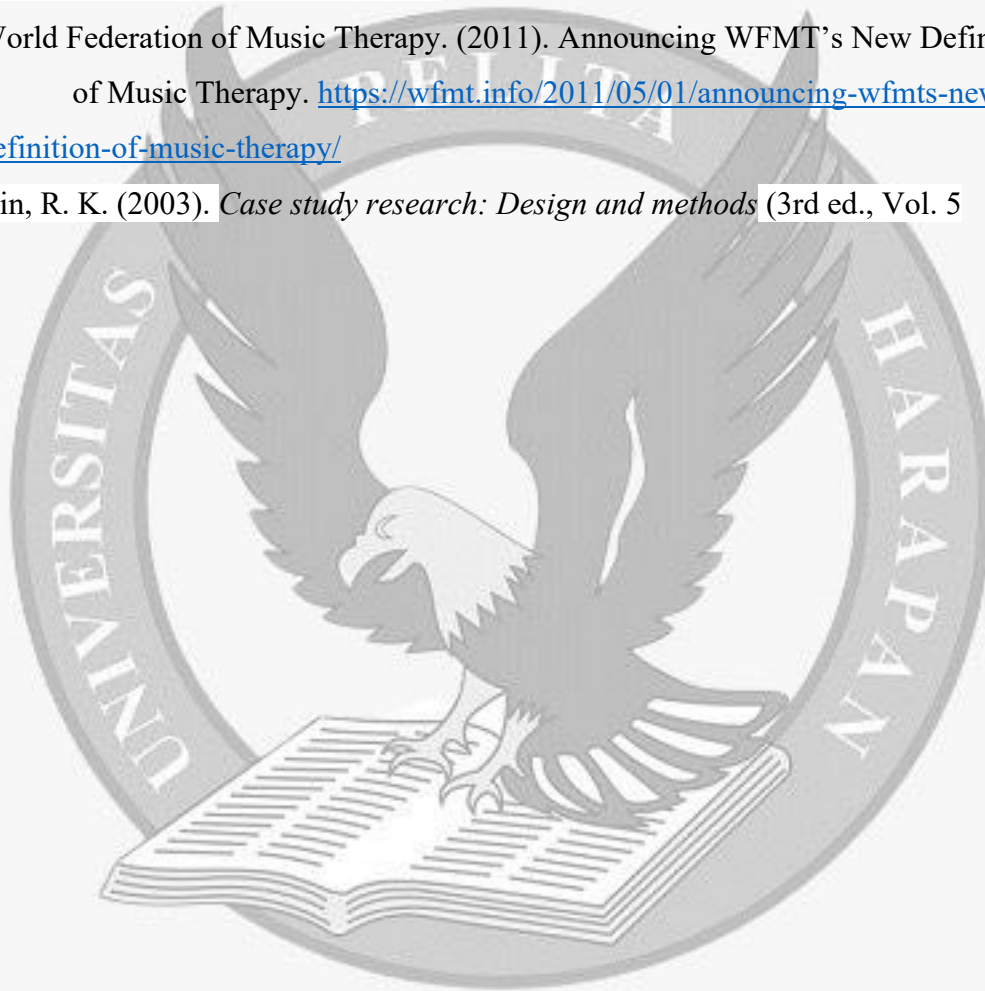 World Federation of Music Therapy. (2011). Announcing WFMT's New Defin
of Music Therapy. https://wfmt.info/2011/05/01/announcing-wfmts-new
efinition-of-music-therapy/
in, R. K. (2003). Case study research: Design and methods (3rd ed., Vol. 5
UNIVERSITAS PELITA HARAPAN